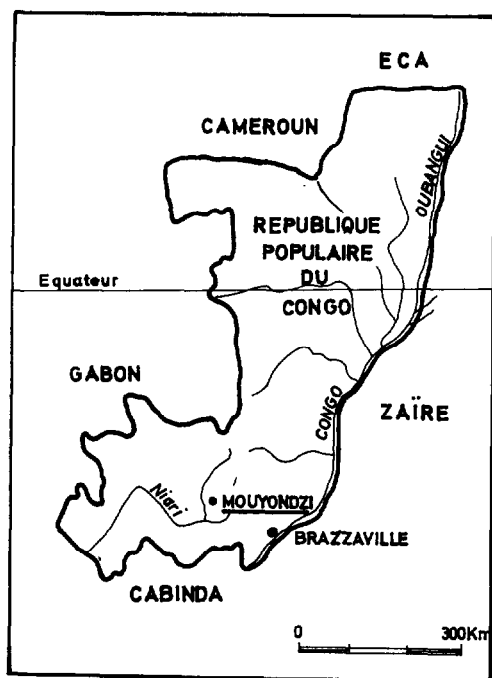 ECA
CAMEROUN
OUBANGUI
REPUBLIQUE
POPULAIRE
DU
CONGO
Equateur
GABON
CONGO
ZAÏRE
Niari
MOUYONDZI
BRAZZAVILLE
CABINDA
0 300Km